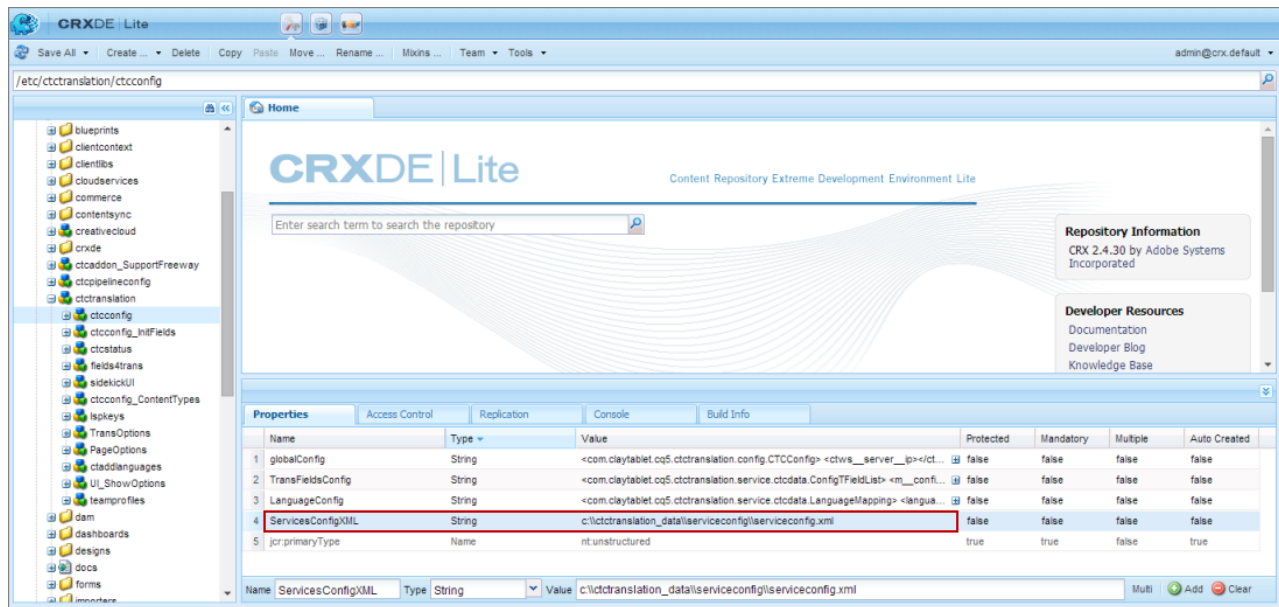 CRXDE | Lite
Save All Create ... Delete Copy Paste Move ... Rename ... Mixins ... Team Tools admin@crx.default
/etc/ctctranslation/ctcconfig
Home
blueprints
clientcontext
clientlibs
cloudservices
commerce
contentsync
creativecloud
crxde
ctcaddon_SupportFreeway
ctcpipelineconfig
ctctranslation
ctcconfig
ctcconfig_InitFields
ctcstatus
fields4trans
sidekickUI
ctcconfig_ContentTypes
lspkeys
TransOptions
PageOptions
ctaddlanguages
UI_ShowOptions
teamprofiles
dam
dashboards
designs
docs
forms
importers
CRXDE | Lite
Content Repository Extreme Development Environment Lite
Enter search term to search the repository
Repository Information
CRX 2.4.30 by Adobe Systems
Incorporated
Developer Resources
Documentation
Developer Blog
Knowledge Base
Properties Access Control Replication Console Build Info
Name Type Value Protected Mandatory Multiple Auto Created
1 globalConfig String <com.claytablet.cq5.ctctranslation.config.CTCConfig> <ctws__server__ip></ct... false false false false
2 TransFieldsConfig String <com.claytablet.cq5.ctctranslation.service.ctcdata.ConfigTFieldList> <m__confi... false false false false
3 LanguageConfig String <com.claytablet.cq5.ctctranslation.service.ctcdata.LanguageMapping> <langua... false false false false
4 ServicesConfigXML String c:\\ctctranslation_data\\serviceconfig\\serviceconfig.xml false false false false
5 jcr:primaryType Name nt:unstructured true true false true
Name ServicesConfigXML Type String Value c:\\ctctranslation_data\\serviceconfig\\serviceconfig.xml Multi Add Clear